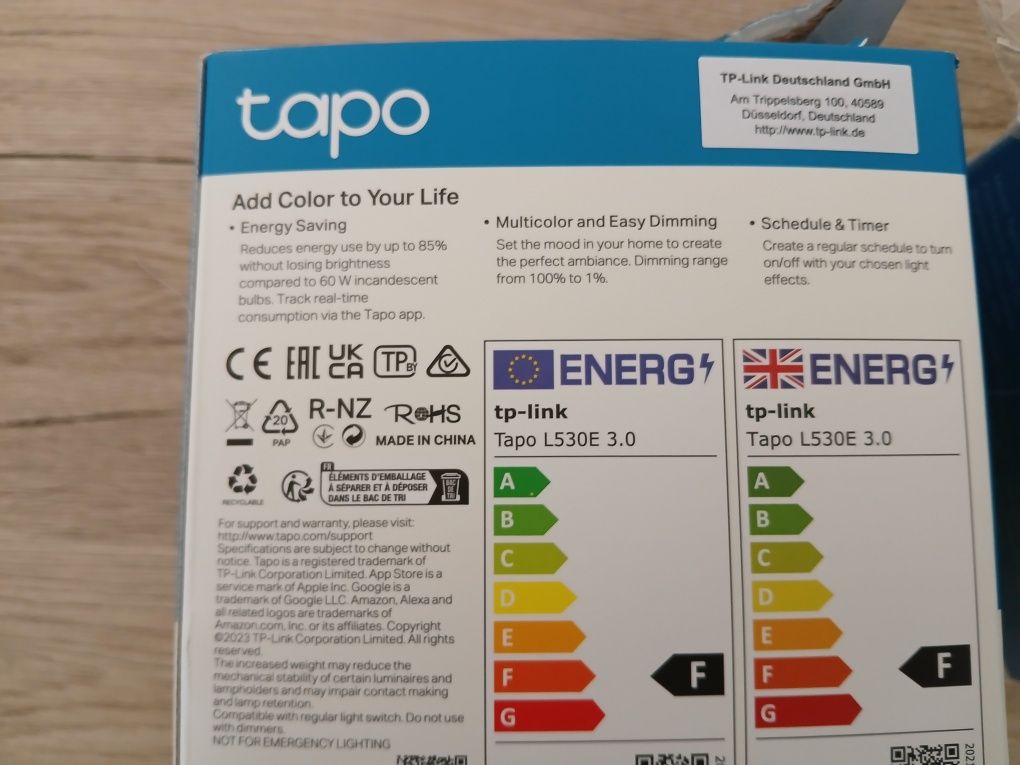 tapo
TP-Link Deutschland GmbH
Am Trippelsberg 100, 40589
Düsseldorf, Deutschland
http://www.tp-link.de
Add Color to Your Life
• Energy Saving
Reduces energy use by up to 85%
without losing brightness
compared to 60 W incandescent
bulbs. Track real-time
consumption via the Tapo app.
• Multicolor and Easy Dimming
Set the mood in your home to create
the perfect ambiance. Dimming range
from 100% to 1%.
• Schedule & Timer
Create a regular schedule to turn
on/off with your chosen light
effects.
CE EAC UK CA TP BY
20
PAP
R-NZ
RoHS
MADE IN CHINA
RECYCLABLE
FR
ÉLÉMENTS D'EMBALLAGE
À SÉPARER ET À DÉPOSER
DANS LE BAC DE TRI
BAC
DE
TRI
For support and warranty, please visit:
http://www.tapo.com/support
Specifications are subject to change without
notice. Tapo is a registered trademark of
TP-Link Corporation Limited. App Store is a
service mark of Apple Inc. Google is a
trademark of Google LLC. Amazon, Alexa and
all related logos are trademarks of
Amazon.com, Inc. or its affiliates. Copyright
©2023 TP-Link Corporation Limited. All rights
reserved.
The increased weight may reduce the
mechanical stability of certain luminaires and
lampholders and may impair contact making
and lamp retention.
Compatible with regular light switch. Do not use
with dimmers.
NOT FOR EMERGENCY LIGHTING
ENERG
tp-link
Tapo L530E 3.0
A
B
C
D
E
F
G
F
ENERG
tp-link
Tapo L530E 3.0
A
B
C
D
E
F
G
F